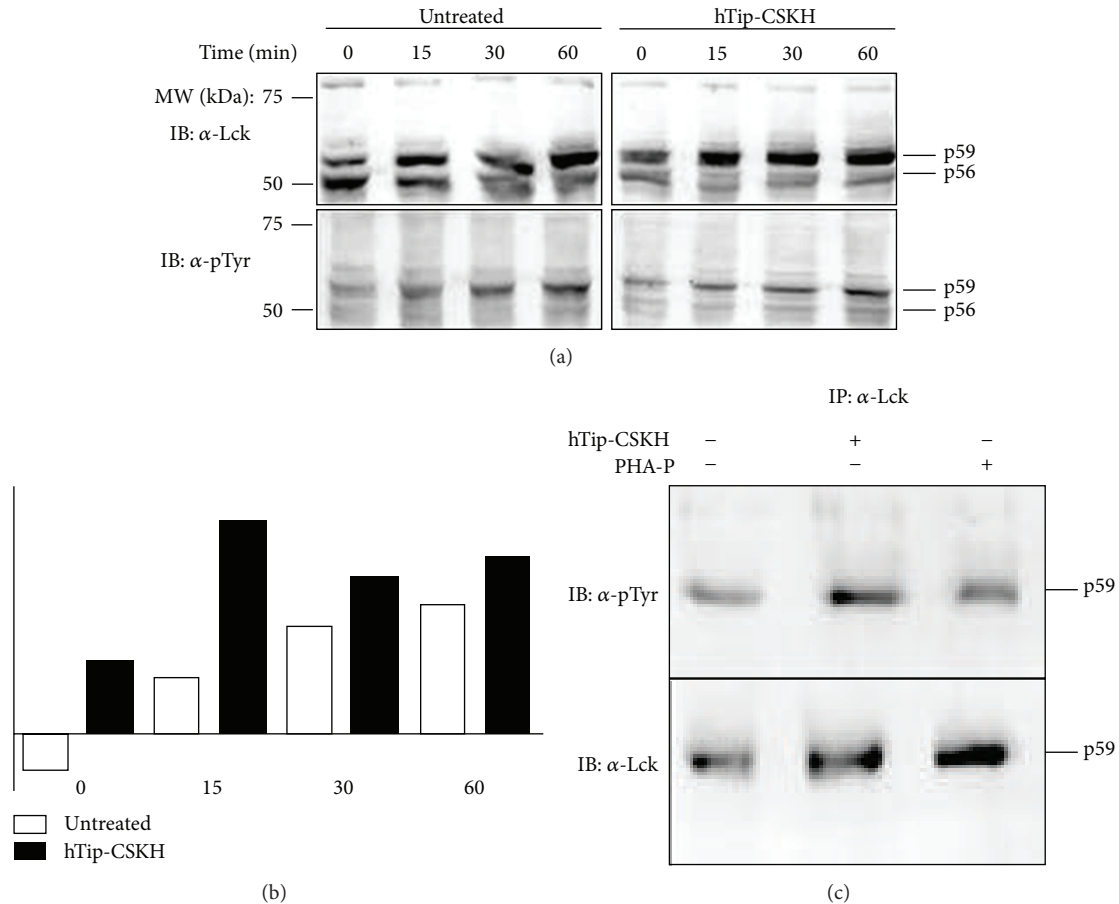 Untreated hTip-CSKH
Time (min) 0 15 30 60 0 15 30 60
MW (kDa): 75
IB: α-Lck
p59
p56
50
75
IB: α-pTyr
p59
50
p56
(a)
IP: α-Lck
hTip-CSKH − + −
PHA-P − − +
IB: α-pTyr
p59
IB: α-Lck
p59
0 15 30 60
Untreated
hTip-CSKH
(b) (c)